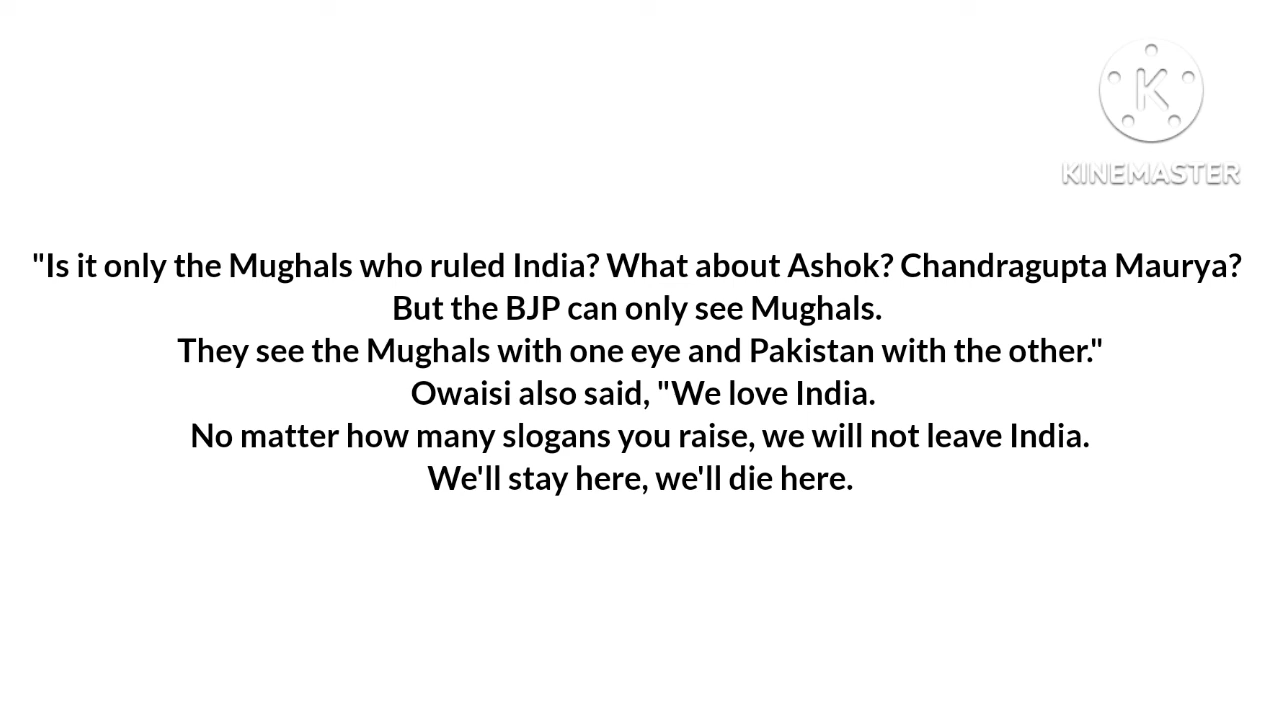 KINEMASTER
"Is it only the Mughals who ruled India? What about Ashok? Chandragupta Maurya?
But the BJP can only see Mughals.
They see the Mughals with one eye and Pakistan with the other."
Owaisi also said, "We love India.
No matter how many slogans you raise, we will not leave India.
We'll stay here, we'll die here.